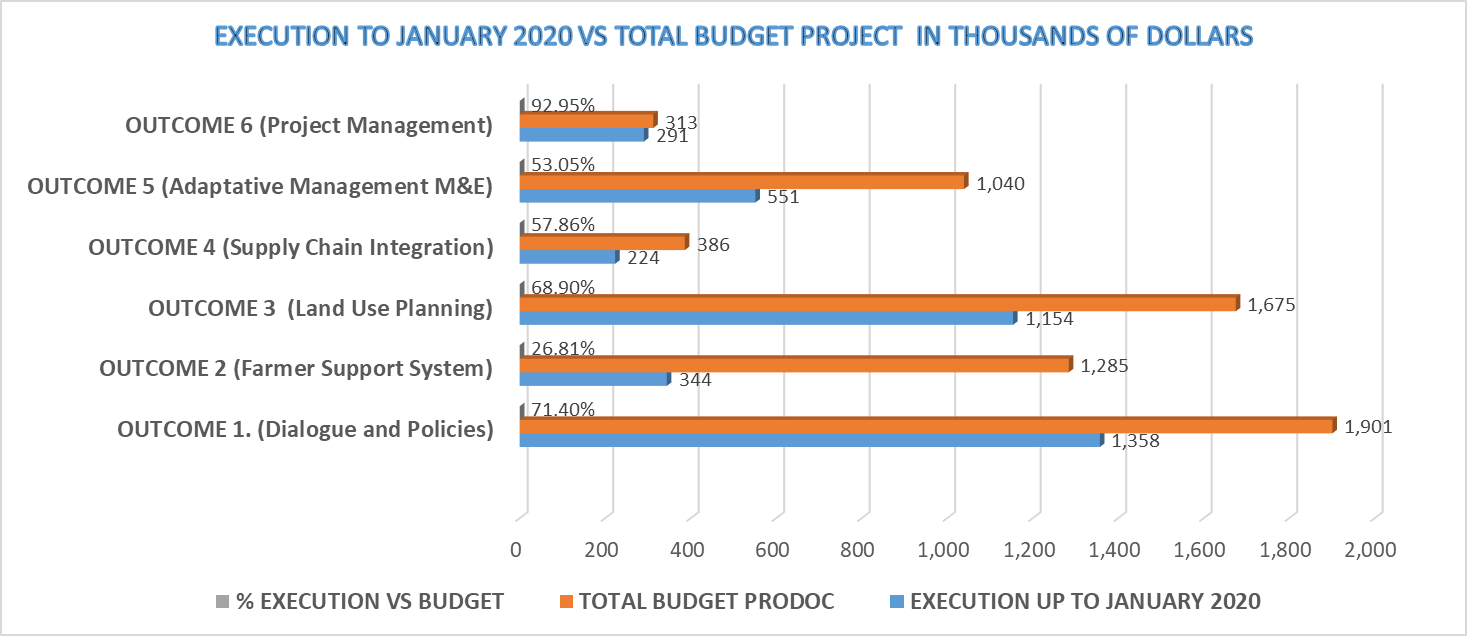 EXECUTION TO JANUARY 2020 VS TOTAL BUDGET PROJECT  IN THOUSANDS OF DOLLARS
OUTCOME 6 (Project Management)
92.95%
313
291
OUTCOME 5 (Adaptative Management M&E)
53.05%
1,040
551
OUTCOME 4 (Supply Chain Integration)
57.86%
386
224
OUTCOME 3  (Land Use Planning)
68.90%
1,675
1,154
OUTCOME 2 (Farmer Support System)
26.81%
1,285
344
OUTCOME 1. (Dialogue and Policies)
71.40%
1,901
1,358
0 200 400 600 800 1,000 1,200 1,400 1,600 1,800 2,000
% EXECUTION VS BUDGET TOTAL BUDGET PRODOC EXECUTION UP TO JANUARY 2020